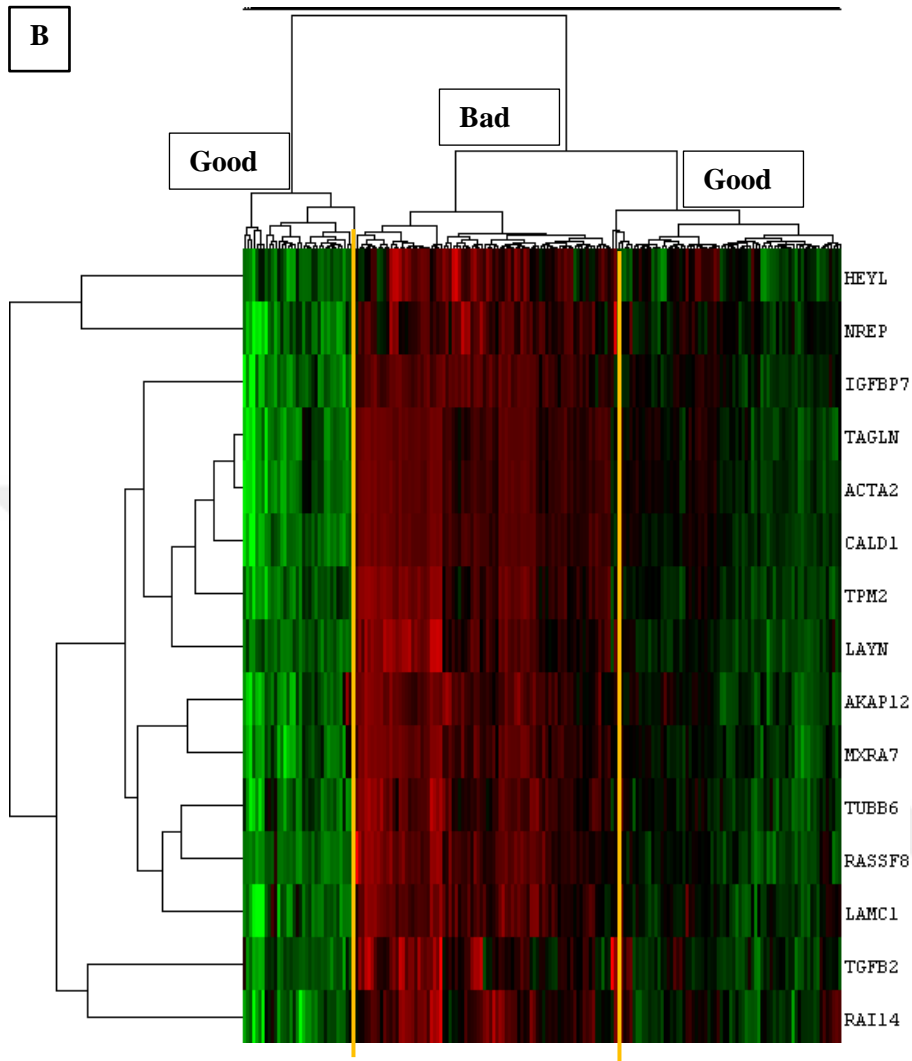 B
Bad
Good
Good
HEYL
NREP
IGFBP7
TAGLN
ACTA2
CALD1
TPM2
LAYN
AKAP12
MXRA7
TUBB6
RASSF8
LAMC1
TGFB2
RAI14